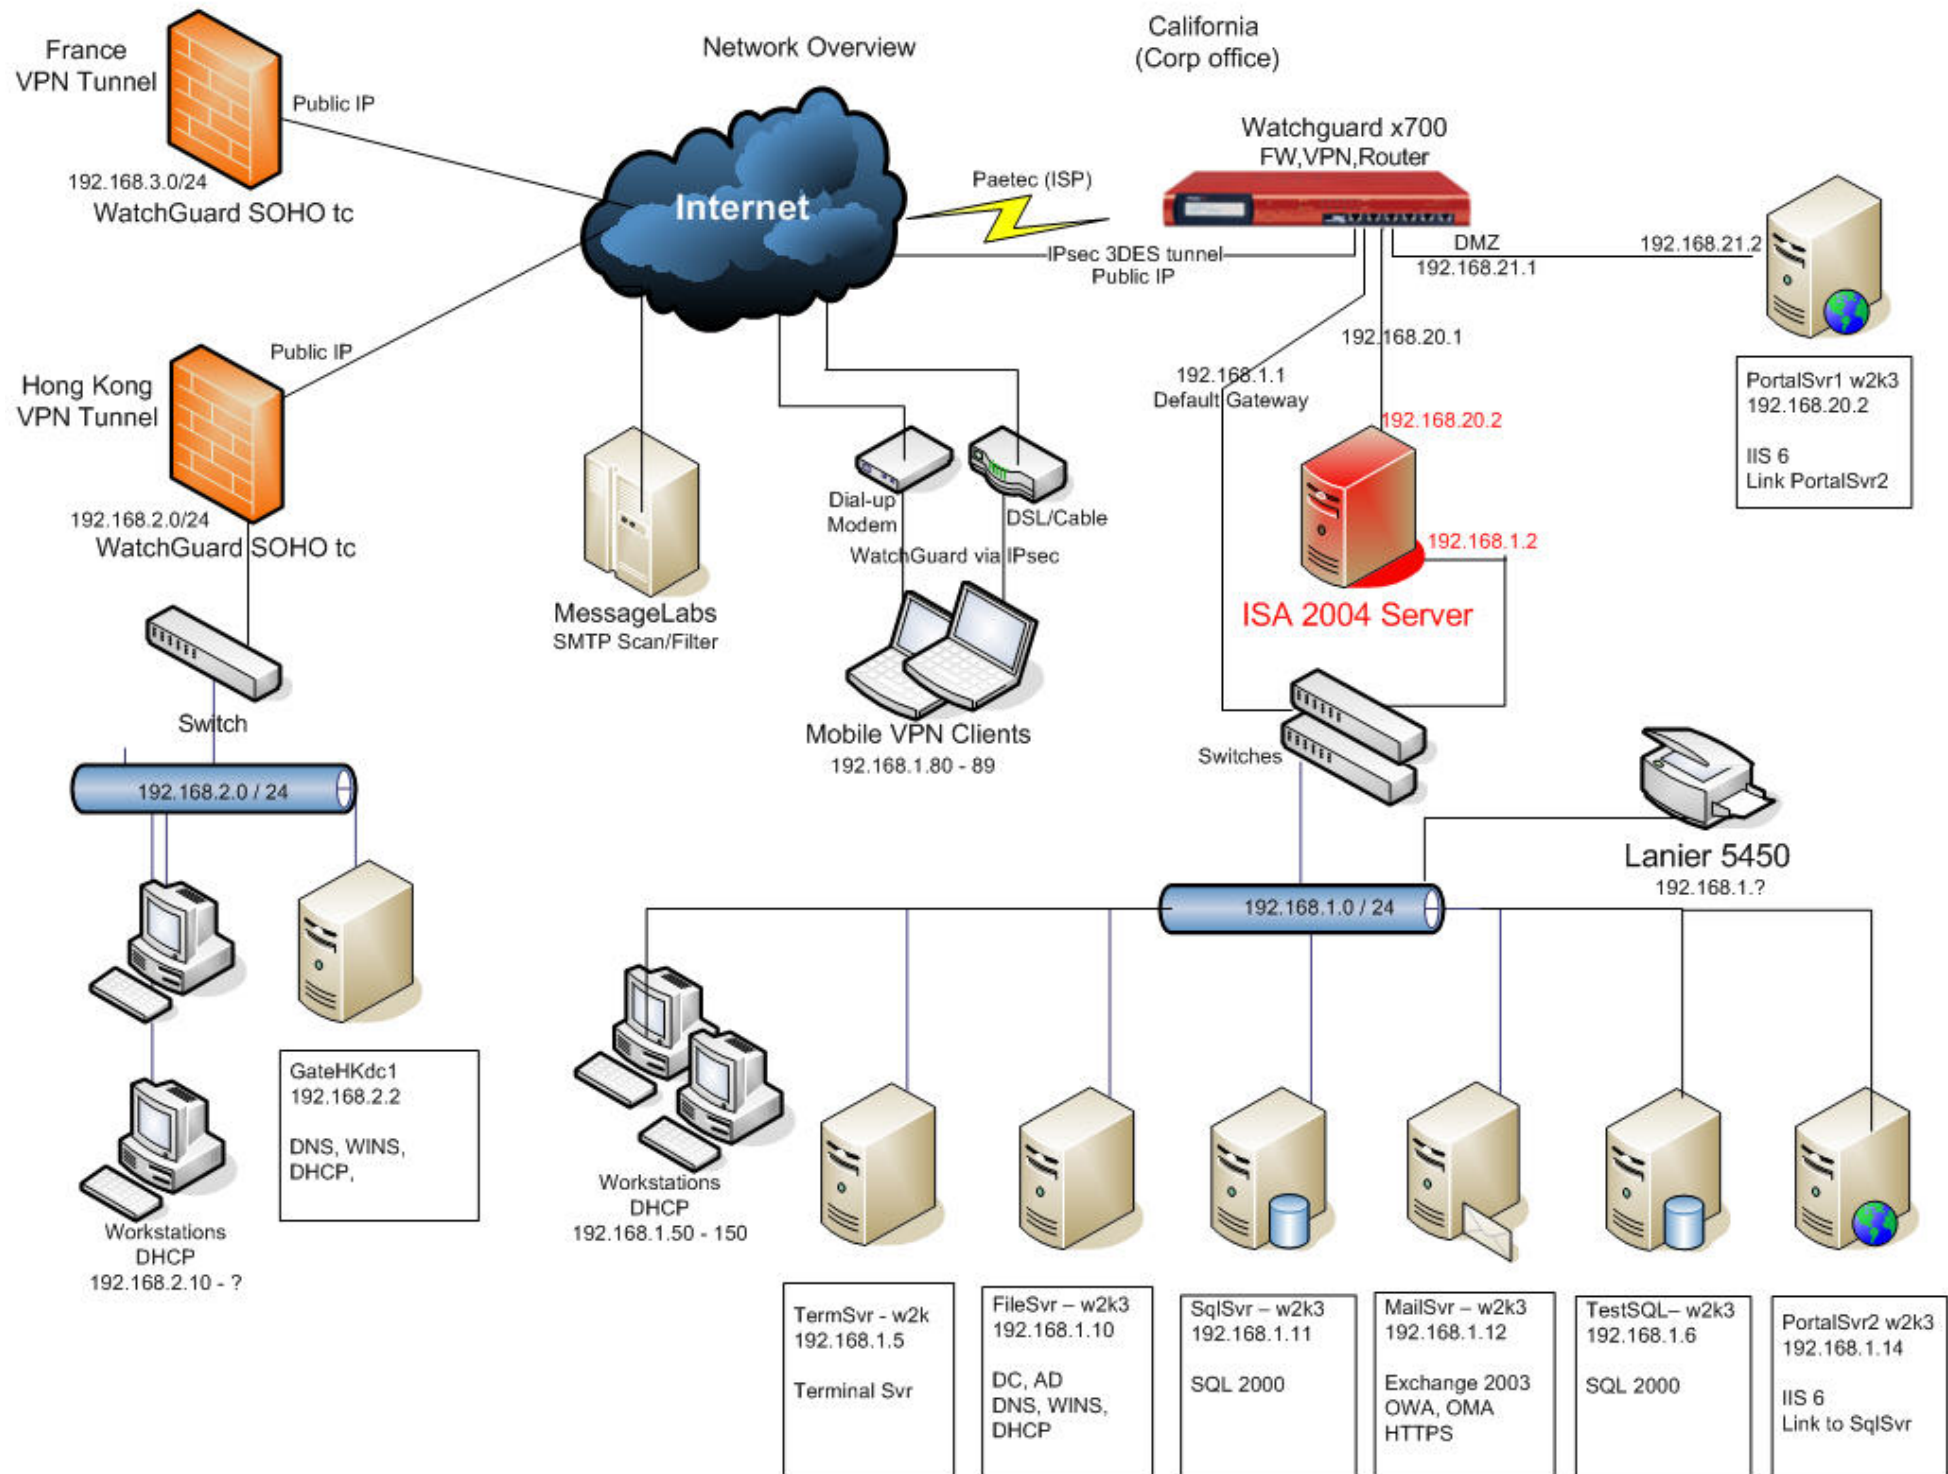 Network Overview
California
(Corp office)
France
VPN Tunnel
Public IP
192.168.3.0/24
WatchGuard SOHO tc
Internet
Paetec (ISP)
IPsec 3DES tunnel
Public IP
Watchguard x700
FW,VPN,Router
DMZ
192.168.21.1
192.168.21.2
192.168.20.1
192.168.1.1
Default Gateway
PortalSvr1 w2k3
192.168.20.2
IIS 6
Link PortalSvr2
Hong Kong
VPN Tunnel
Public IP
192.168.2.0/24
WatchGuard SOHO tc
Switch
192.168.2.0 / 24
GateHKdc1
192.168.2.2
DNS, WINS,
DHCP,
Workstations
DHCP
192.168.2.10 - ?
MessageLabs
SMTP Scan/Filter
Dial-up
Modem
DSL/Cable
WatchGuard via IPsec
Mobile VPN Clients
192.168.1.80 - 89
192.168.20.2
192.168.1.2
ISA 2004 Server
Switches
Lanier 5450
192.168.1.?
192.168.1.0 / 24
Workstations
DHCP
192.168.1.50 - 150
TermSvr - w2k
192.168.1.5
Terminal Svr
FileSvr – w2k3
192.168.1.10
DC, AD
DNS, WINS,
DHCP
SqlSvr – w2k3
192.168.1.11
SQL 2000
MailSvr – w2k3
192.168.1.12
Exchange 2003
OWA, OMA
HTTPS
TestSQL– w2k3
192.168.1.6
SQL 2000
PortalSvr2 w2k3
192.168.1.14
IIS 6
Link to SqlSvr